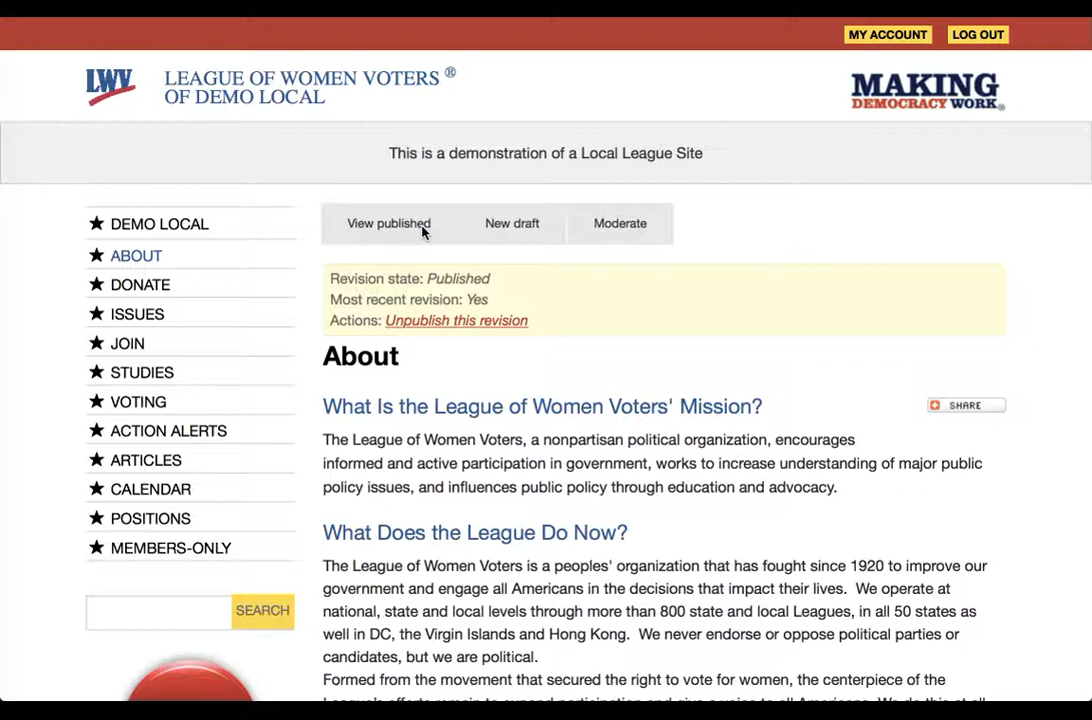 MY ACCOUNT
LOG OUT
LWV
LEAGUE OF WOMEN VOTERS ®
OF DEMO LOCAL
MAKING
DEMOCRACY WORK®
This is a demonstration of a Local League Site
DEMO LOCAL
ABOUT
DONATE
ISSUES
JOIN
STUDIES
VOTING
ACTION ALERTS
ARTICLES
CALENDAR
POSITIONS
MEMBERS-ONLY
SEARCH
View published
New draft
Moderate
Revision state: Published
Most recent revision: Yes
Actions: Unpublish this revision
About
What Is the League of Women Voters' Mission?
SHARE
The League of Women Voters, a nonpartisan political organization, encourages
informed and active participation in government, works to increase understanding of major public
policy issues, and influences public policy through education and advocacy.
What Does the League Do Now?
The League of Women Voters is a peoples' organization that has fought since 1920 to improve our
government and engage all Americans in the decisions that impact their lives.  We operate at
national, state and local levels through more than 800 state and local Leagues, in all 50 states as
well in DC, the Virgin Islands and Hong Kong.  We never endorse or oppose political parties or
candidates, but we are political.
Formed from the movement that secured the right to vote for women, the centerpiece of the